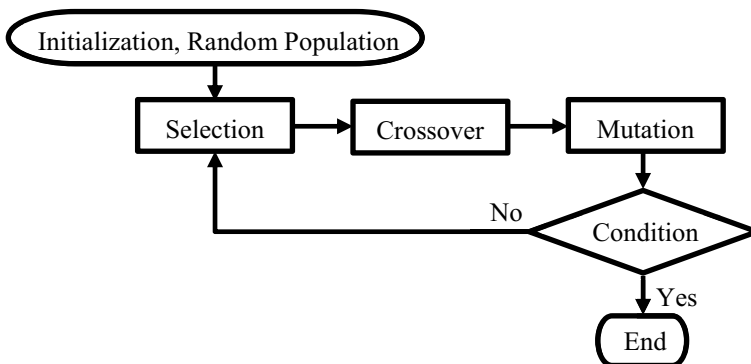 Initialization, Random Population
Selection
Crossover
Mutation
No
Condition
Yes
End